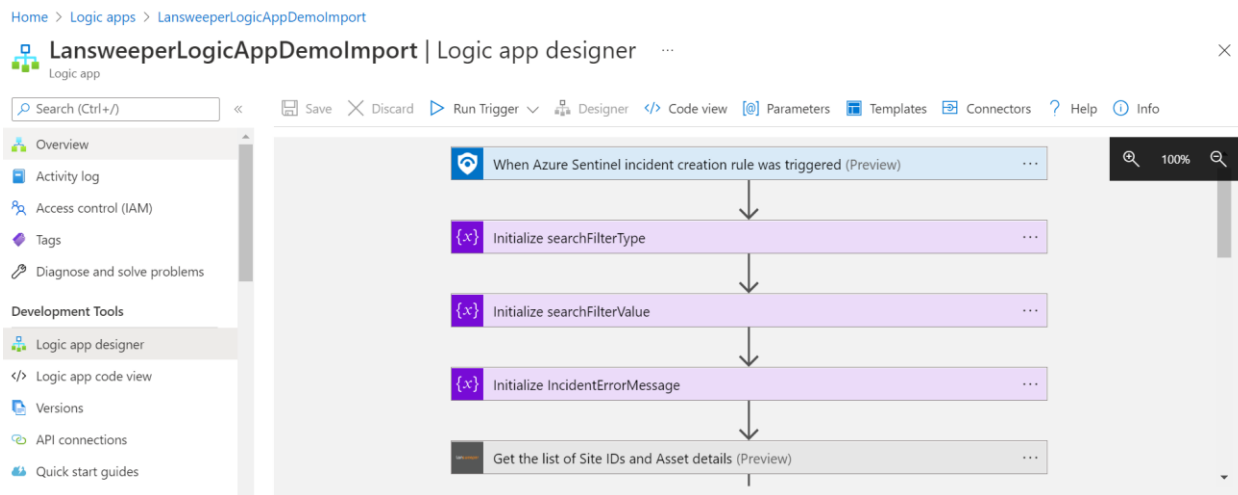 Home > Logic apps > LansweeperLogicAppDemoImport
LansweeperLogicAppDemoImport | Logic app designer ...
Logic app
Search (Ctrl+/)
«
Save
Discard
Run Trigger
Designer
</> Code view
[@] Parameters
Templates
Connectors
? Help
Info
Overview
Activity log
Access control (IAM)
Tags
Diagnose and solve problems
Development Tools
Logic app designer
</> Logic app code view
Versions
API connections
Quick start guides
When Azure Sentinel incident creation rule was triggered (Preview) ...
{x} Initialize searchFilterType ...
{x} Initialize searchFilterValue ...
{x} Initialize IncidentErrorMessage ...
Get the list of Site IDs and Asset details (Preview) ...
100%